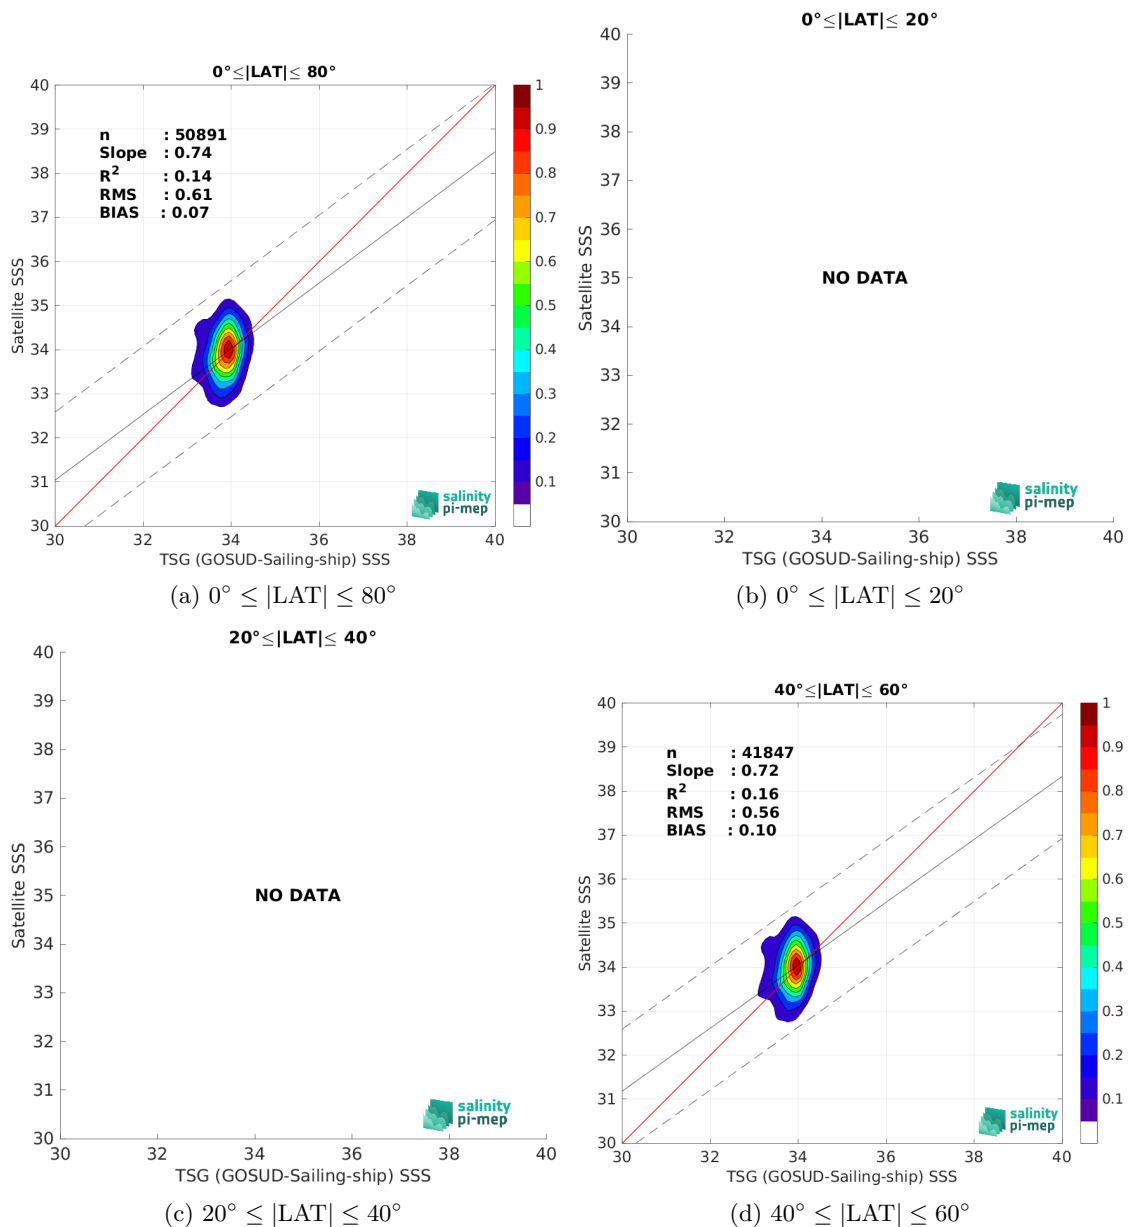 0°≤|LAT|≤ 80°
40
39
38
37
36
35
34
33
32
31
30
Satellite SSS
n : 50891
Slope : 0.74
R² : 0.14
RMS : 0.61
BIAS : 0.07
salinity
pi-mep
30 32 34 36 38 40
TSG (GOSUD-Sailing-ship) SSS
1
0.9
0.8
0.7
0.6
0.5
0.4
0.3
0.2
0.1
(a) 0° ≤ |LAT| ≤ 80°
0°≤|LAT|≤ 20°
40
39
38
37
36
35
34
33
32
31
30
Satellite SSS
NO DATA
salinity
pi-mep
30 32 34 36 38 40
TSG (GOSUD-Sailing-ship) SSS
(b) 0° ≤ |LAT| ≤ 20°
20°≤|LAT|≤ 40°
40
39
38
37
36
35
34
33
32
31
30
Satellite SSS
NO DATA
salinity
pi-mep
30 32 34 36 38 40
TSG (GOSUD-Sailing-ship) SSS
(c) 20° ≤ |LAT| ≤ 40°
40°≤|LAT|≤ 60°
40
39
38
37
36
35
34
33
32
31
30
Satellite SSS
n : 41847
Slope : 0.72
R² : 0.16
RMS : 0.56
BIAS : 0.10
salinity
pi-mep
30 32 34 36 38 40
TSG (GOSUD-Sailing-ship) SSS
1
0.9
0.8
0.7
0.6
0.5
0.4
0.3
0.2
0.1
(d) 40° ≤ |LAT| ≤ 60°